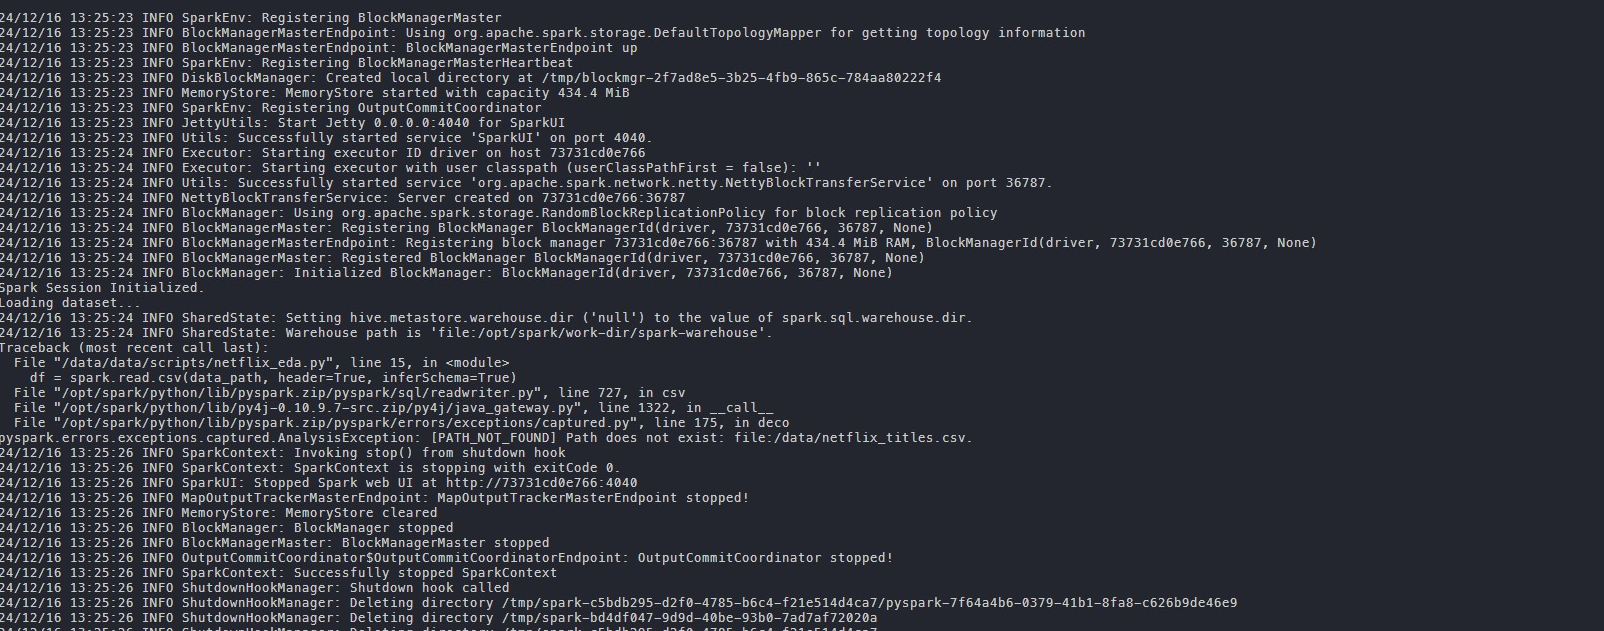 24/12/16 13:25:23 INFO SparkEnv: Registering BlockManagerMaster
24/12/16 13:25:23 INFO BlockManagerMasterEndpoint: Using org.apache.spark.storage.DefaultTopologyMapper for getting topology information
24/12/16 13:25:23 INFO BlockManagerMasterEndpoint: BlockManagerMasterEndpoint up
24/12/16 13:25:23 INFO SparkEnv: Registering BlockManagerMasterHeartbeat
24/12/16 13:25:23 INFO DiskBlockManager: Created local directory at /tmp/blockmgr-2f7ad8e5-3b25-4fb9-865c-784aa80222f4
24/12/16 13:25:23 INFO MemoryStore: MemoryStore started with capacity 434.4 MiB
24/12/16 13:25:23 INFO SparkEnv: Registering OutputCommitCoordinator
24/12/16 13:25:23 INFO JettyUtils: Start Jetty 0.0.0.0:4040 for SparkUI
24/12/16 13:25:23 INFO Utils: Successfully started service 'SparkUI' on port 4040.
24/12/16 13:25:24 INFO Executor: Starting executor ID driver on host 73731cd0e766
24/12/16 13:25:24 INFO Executor: Starting executor with user classpath (userClassPathFirst = false): ''
24/12/16 13:25:24 INFO Utils: Successfully started service 'org.apache.spark.network.netty.NettyBlockTransferService' on port 36787.
24/12/16 13:25:24 INFO NettyBlockTransferService: Server created on 73731cd0e766:36787
24/12/16 13:25:24 INFO BlockManager: Using org.apache.spark.storage.RandomBlockReplicationPolicy for block replication policy
24/12/16 13:25:24 INFO BlockManagerMaster: Registering BlockManager BlockManagerId(driver, 73731cd0e766, 36787, None)
24/12/16 13:25:24 INFO BlockManagerMasterEndpoint: Registering block manager 73731cd0e766:36787 with 434.4 MiB RAM, BlockManagerId(driver, 73731cd0e766, 36787, None)
24/12/16 13:25:24 INFO BlockManagerMaster: Registered BlockManager BlockManagerId(driver, 73731cd0e766, 36787, None)
24/12/16 13:25:24 INFO BlockManager: Initialized BlockManager: BlockManagerId(driver, 73731cd0e766, 36787, None)
Spark Session Initialized.
Loading dataset...
24/12/16 13:25:24 INFO SharedState: Setting hive.metastore.warehouse.dir ('null') to the value of spark.sql.warehouse.dir.
24/12/16 13:25:24 INFO SharedState: Warehouse path is 'file:/opt/spark/work-dir/spark-warehouse'.
Traceback (most recent call last):
  File "/data/data/scripts/netflix_eda.py", line 15, in <module>
    df = spark.read.csv(data_path, header=True, inferSchema=True)
  File "/opt/spark/python/lib/pyspark.zip/pyspark/sql/readwriter.py", line 727, in csv
  File "/opt/spark/python/lib/py4j-0.10.9.7-src.zip/py4j/java_gateway.py", line 1322, in __call__
  File "/opt/spark/python/lib/pyspark.zip/pyspark/errors/exceptions/captured.py", line 175, in deco
pyspark.errors.exceptions.captured.AnalysisException: [PATH_NOT_FOUND] Path does not exist: file:/data/netflix_titles.csv.
24/12/16 13:25:26 INFO SparkContext: Invoking stop() from shutdown hook
24/12/16 13:25:26 INFO SparkContext: SparkContext is stopping with exitCode 0.
24/12/16 13:25:26 INFO SparkUI: Stopped Spark web UI at http://73731cd0e766:4040
24/12/16 13:25:26 INFO MapOutputTrackerMasterEndpoint: MapOutputTrackerMasterEndpoint stopped!
24/12/16 13:25:26 INFO MemoryStore: MemoryStore cleared
24/12/16 13:25:26 INFO BlockManager: BlockManager stopped
24/12/16 13:25:26 INFO BlockManagerMaster: BlockManagerMaster stopped
24/12/16 13:25:26 INFO OutputCommitCoordinator$OutputCommitCoordinatorEndpoint: OutputCommitCoordinator stopped!
24/12/16 13:25:26 INFO SparkContext: Successfully stopped SparkContext
24/12/16 13:25:26 INFO ShutdownHookManager: Shutdown hook called
24/12/16 13:25:26 INFO ShutdownHookManager: Deleting directory /tmp/spark-c5bdb295-d2f0-4785-b6c4-f21e514d4ca7/pyspark-7f64a4b6-0379-41b1-8fa8-c626b9de46e9
24/12/16 13:25:26 INFO ShutdownHookManager: Deleting directory /tmp/spark-bd4df047-9d9d-40be-93b0-7ad7af72020a
24/12/16 13:25:26 INFO ShutdownHookManager: Deleting directory /tmp/spark-c5bdb295-d2f0-4785-b6c4-f21e514d4ca7